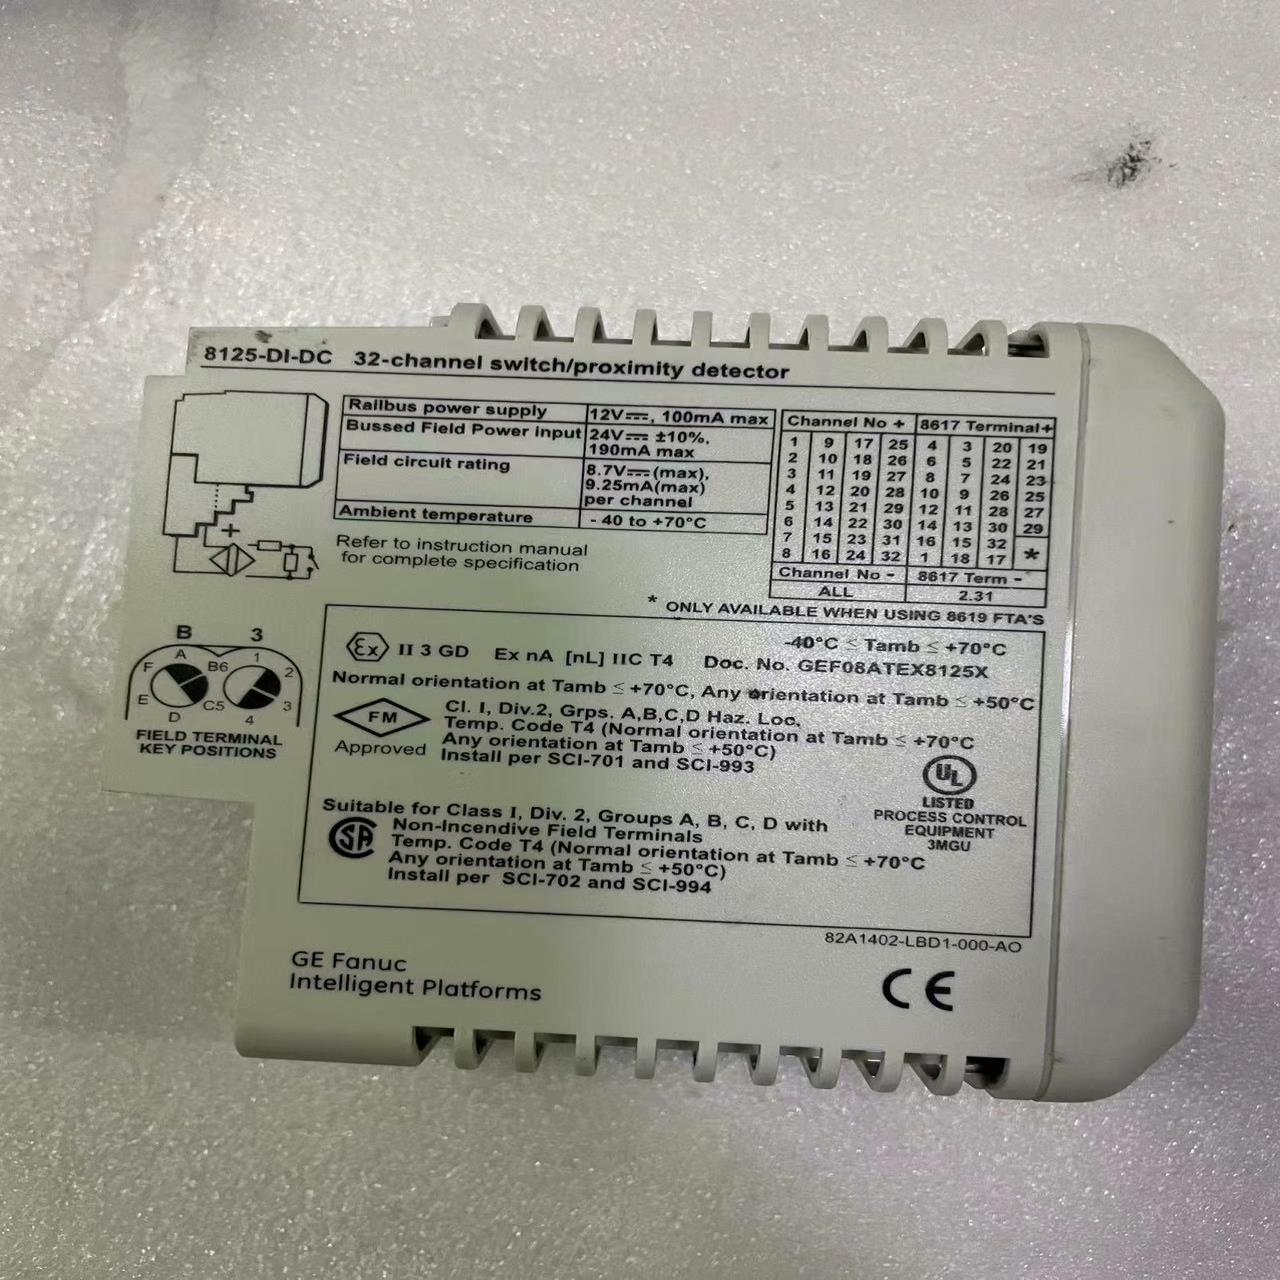 8125-DI-DC 32-channel switch/proximity detector
Railbus power supply 12V⎓, 100mA max
Bussed Field Power input 24V⎓ ±10%,
190mA max
Field circuit rating 8.7V⎓(max),
9.25mA(max)
per channel
Ambient temperature - 40 to +70°C
Refer to instruction manual
for complete specification
Channel No + 8617 Terminal+
1 9 17 25 4 3 20 19
2 10 18 26 6 5 22 21
3 11 19 27 8 7 24 23
4 12 20 28 10 9 26 25
5 13 21 29 12 11 28 27
6 14 22 30 14 13 30 29
7 15 23 31 16 15 32 *
8 16 24 32 1 18 17
Channel No - 8617 Term -
ALL 2.31
* ONLY AVAILABLE WHEN USING 8619 FTA'S
+
B 3
A B6 1 2
F E D C5 4 3
FIELD TERMINAL
KEY POSITIONS
-40°C ≤ Tamb ≤ +70°C
Ex II 3 GD Ex nA [nL] IIC T4 Doc. No. GEF08ATEX8125X
Normal orientation at Tamb ≤ +70°C, Any orientation at Tamb ≤ +50°C
FM
Approved
Cl. I, Div.2, Grps. A,B,C,D Haz. Loc.
Temp. Code T4 (Normal orientation at Tamb ≤ +70°C
Any orientation at Tamb ≤ +50°C)
Install per SCI-701 and SCI-993
UL
LISTED
PROCESS CONTROL
EQUIPMENT
3MGU
Suitable for Class I, Div. 2, Groups A, B, C, D with
SA
Non-Incendive Field Terminals
Temp. Code T4 (Normal orientation at Tamb ≤ +70°C
Any orientation at Tamb ≤ +50°C)
Install per SCI-702 and SCI-994
82A1402-LBD1-000-AO
GE Fanuc
Intelligent Platforms
CE